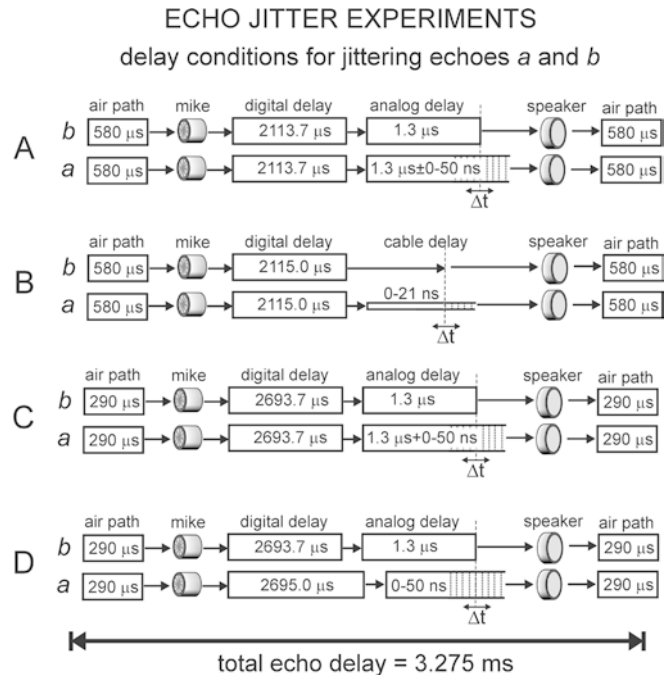 ECHO JITTER EXPERIMENTS
delay conditions for jittering echoes a and b
air path mike digital delay analog delay speaker air path
A
b 580 μs 2113.7 μs 1.3 μs 580 μs
a 580 μs 2113.7 μs 1.3 μs±0-50 ns 580 μs
Δt
air path mike digital delay cable delay speaker air path
B
b 580 μs 2115.0 μs 580 μs
a 580 μs 2115.0 μs 0-21 ns 580 μs
Δt
air path mike digital delay analog delay speaker air path
C
b 290 μs 2693.7 μs 1.3 μs 290 μs
a 290 μs 2693.7 μs 1.3 μs+0-50 ns 290 μs
Δt
air path mike digital delay analog delay speaker air path
D
b 290 μs 2693.7 μs 1.3 μs 290 μs
a 290 μs 2695.0 μs 0-50 ns 290 μs
Δt
total echo delay = 3.275 ms